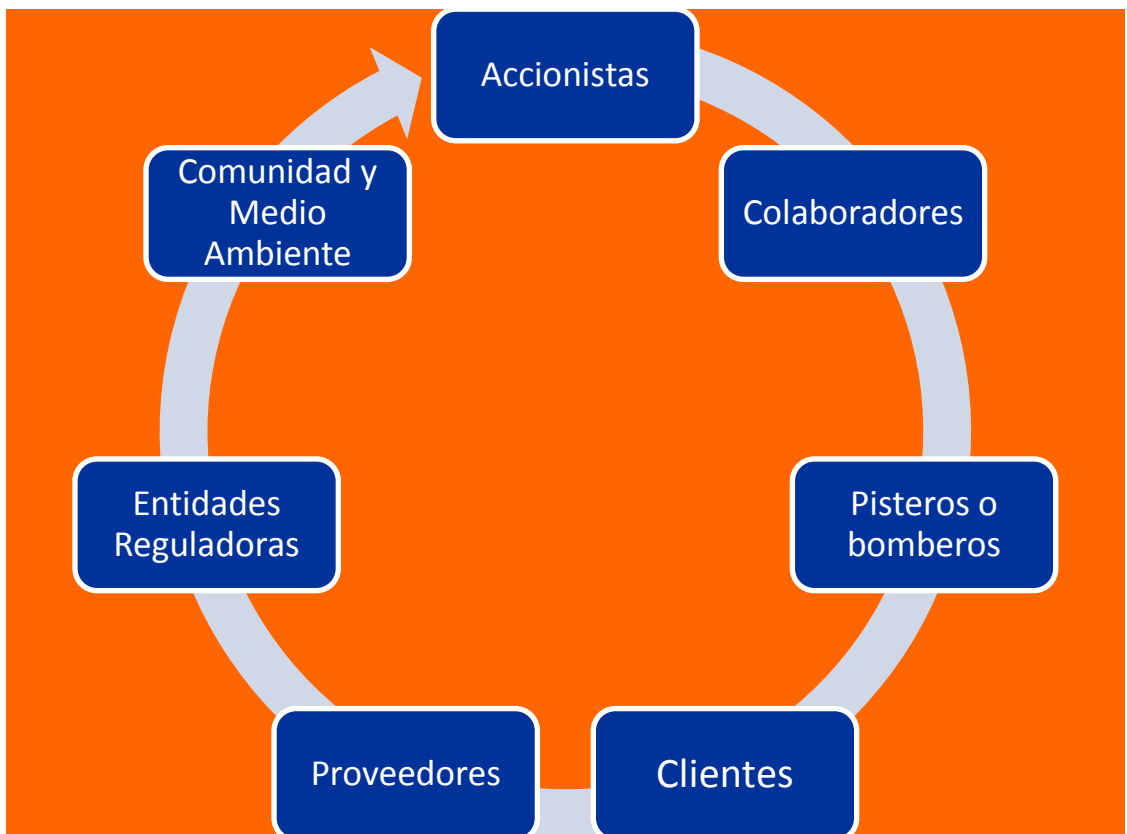 Accionistas
Colaboradores
Pisteros o
bomberos
Clientes
Proveedores
Entidades
Reguladoras
Comunidad y
Medio
Ambiente